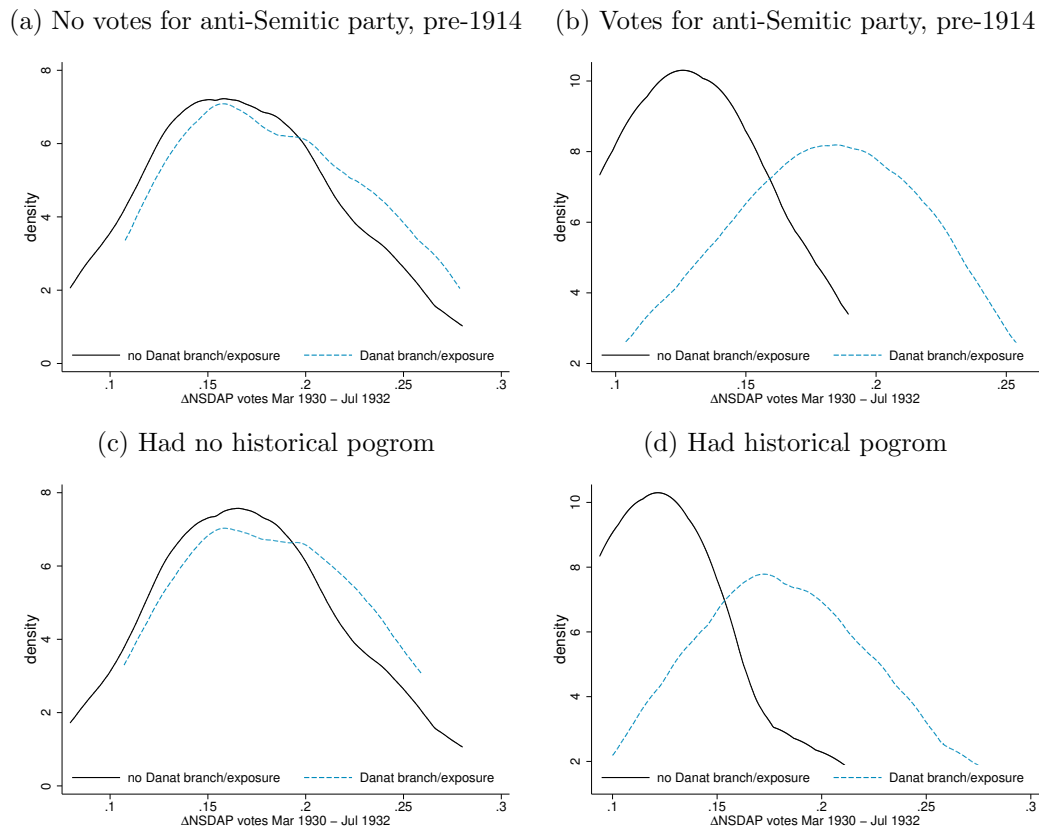 (a) No votes for anti-Semitic party, pre-1914
(b) Votes for anti-Semitic party, pre-1914
8
6
4
2
0
density
.1 .15 .2 .25 .3
ΔNSDAP votes Mar 1930 − Jul 1932
no Danat branch/exposure Danat branch/exposure
10
8
6
4
2
density
.1 .15 .2 .25
ΔNSDAP votes Mar 1930 − Jul 1932
no Danat branch/exposure Danat branch/exposure
(c) Had no historical pogrom
(d) Had historical pogrom
8
6
4
2
0
density
.1 .15 .2 .25 .3
ΔNSDAP votes Mar 1930 − Jul 1932
no Danat branch/exposure Danat branch/exposure
10
8
6
4
2
density
.1 .15 .2 .25 .3
ΔNSDAP votes Mar 1930 − Jul 1932
no Danat branch/exposure Danat branch/exposure